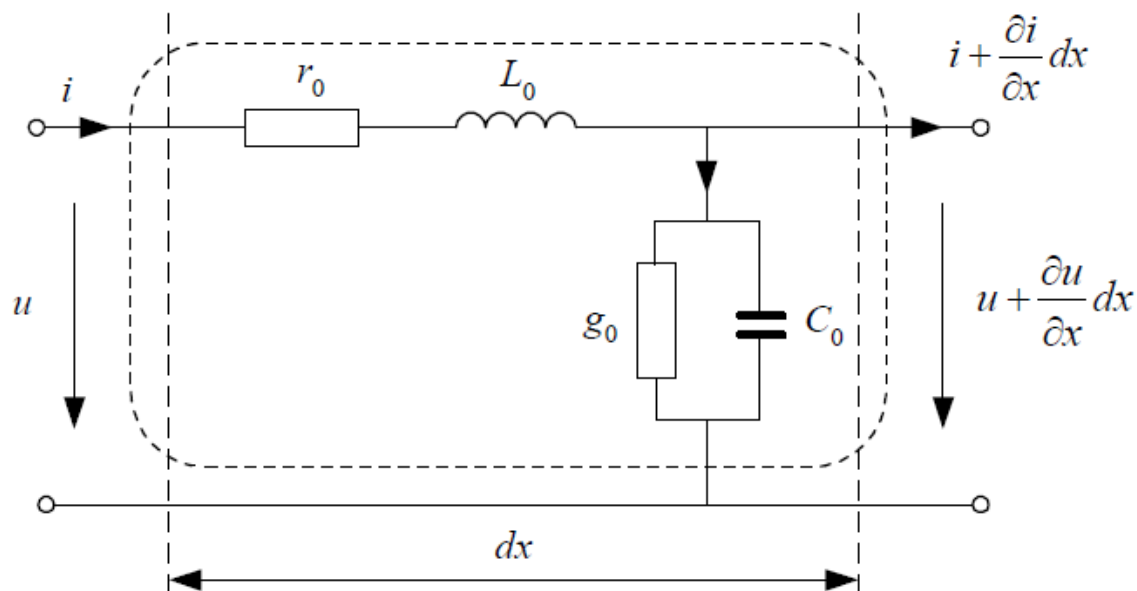 i
r₀
L₀
i + ∂i/∂x dx
u
g₀
C₀
u + ∂u/∂x dx
dx